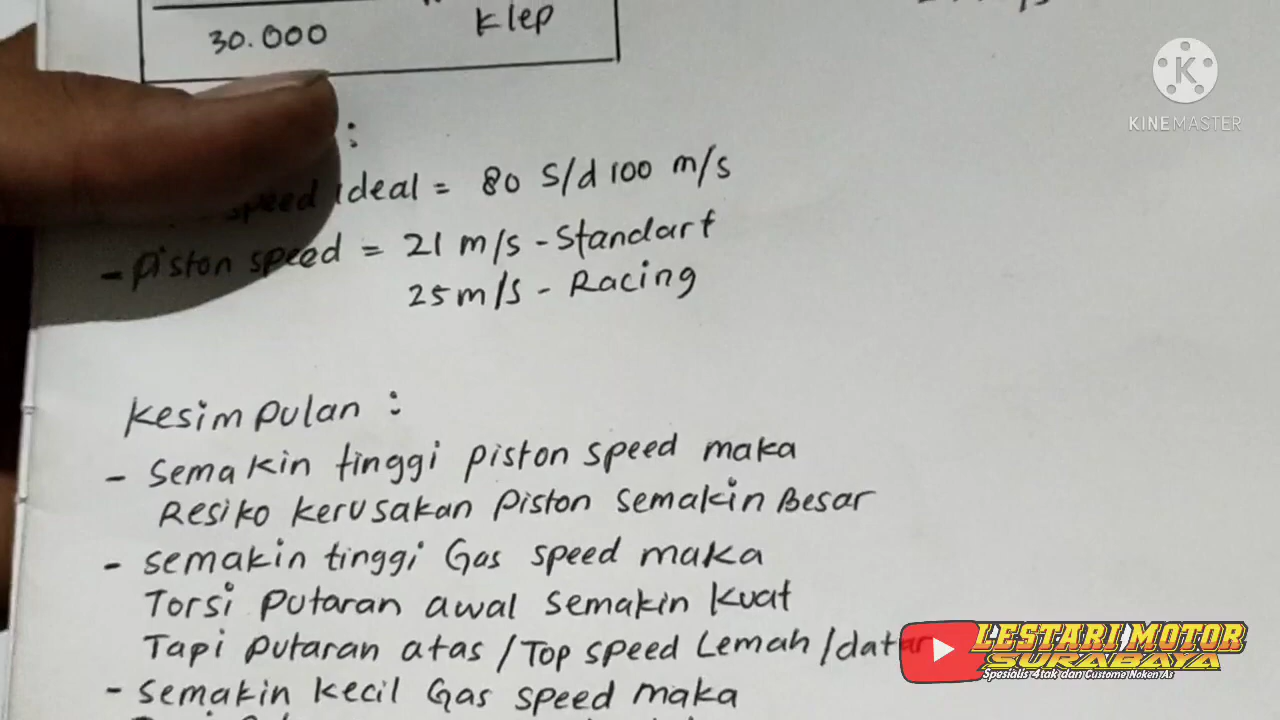 30.000
Klep
KINEMASTER
:
speed ideal = 80 S/d 100 m/s
- Piston speed = 21 m/s - Standart
25 m/s - Racing
Kesimpulan :
- Semakin tinggi piston speed maka
Resiko kerusakan Piston semakin Besar
- semakin tinggi Gas speed maka
Torsi putaran awal semakin kuat
Tapi putaran atas / Top speed Lemah / datar
- semakin kecil Gas speed maka
LESTARI MOTOR
SURABAYA
Spesialis 4tak dan Custome Noken As